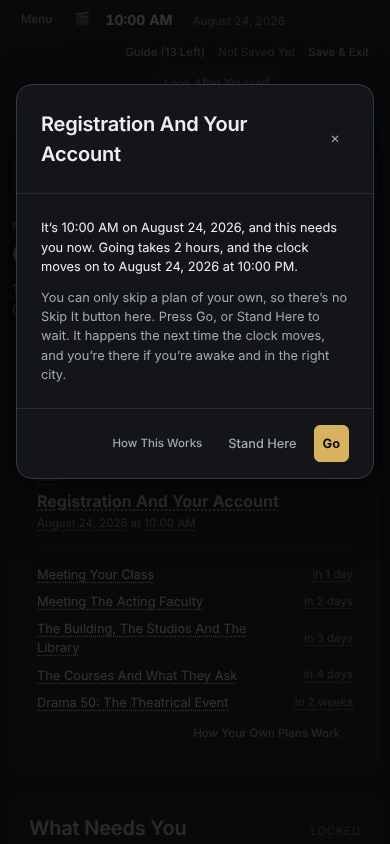 Menu 🎬 10:00 AM · August 24, 2026
Guide (13 Left) Not Saved Yet Save & Exit
Look After Yourself
Registration And Your
Account
×
It's 10:00 AM on August 24, 2026, and this needs
you now. Going takes 2 hours, and the clock
moves on to August 24, 2026 at 10:00 PM.
You can only skip a plan of your own, so there's no
Skip It button here. Press Go, or Stand Here to
wait. It happens the next time the clock moves,
and you're there if you're awake and in the right
city.
How This Works Stand Here Go
Registration And Your Account
August 24, 2026 at 10:00 AM
Meeting Your Class in 1 day
Meeting The Acting Faculty in 2 days
The Building, The Studios And The
Library in 3 days
The Courses And What They Ask in 4 days
Drama 50: The Theatrical Event in 2 weeks
How Your Own Plans Work
What Needs You LOCKED